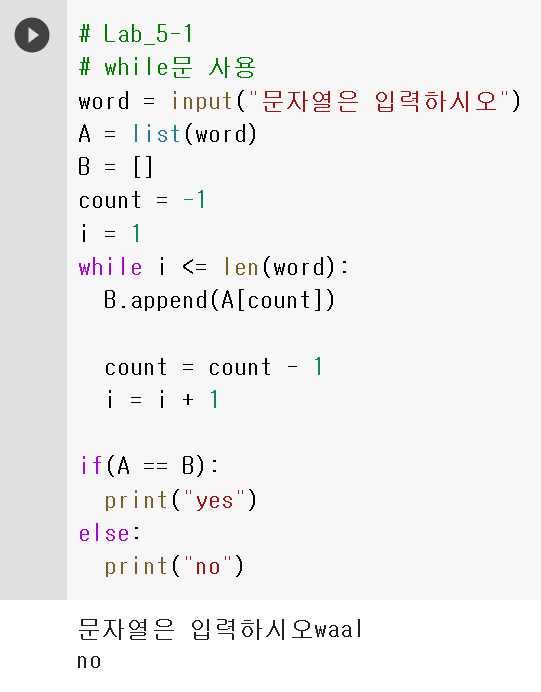 # Lab_5-1
# while문 사용
word = input("문자열은 입력하시오")
A = list(word)
B = []
count = -1
i = 1
while i <= len(word):
  B.append(A[count])

  count = count - 1
  i = i + 1

if(A == B):
  print("yes")
else:
  print("no")
문자열은 입력하시오waal
no